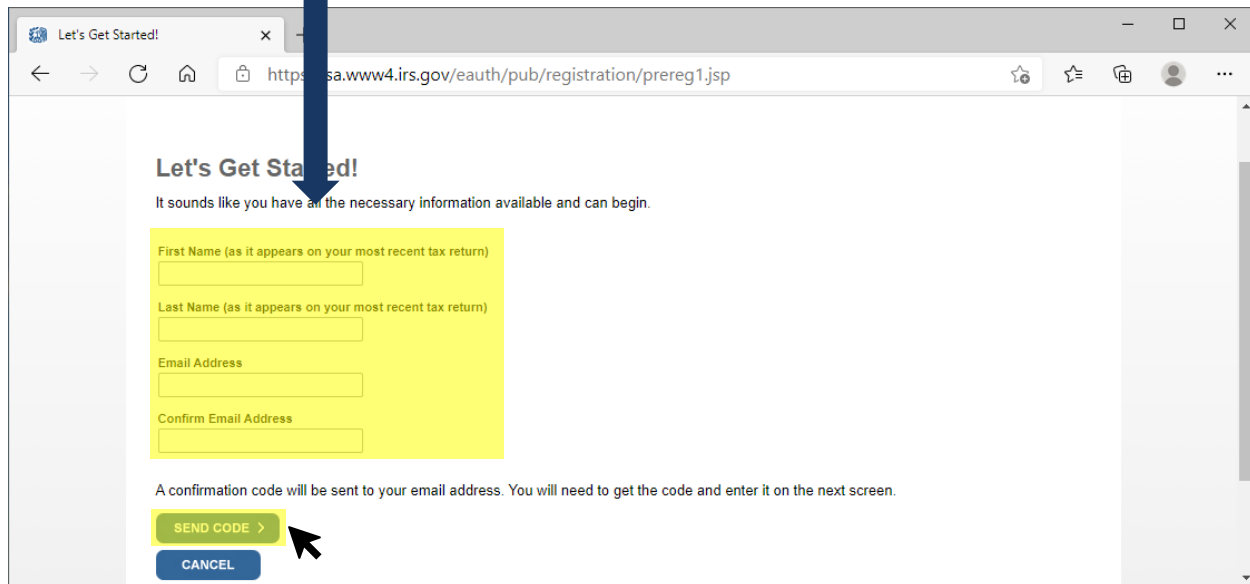 Let's Get Started!
sa.www4.irs.gov/eauth/pub/registration/prereg1.jsp
Let's Get Started!
It sounds like you have all the necessary information available and can begin.
First Name (as it appears on your most recent tax return)
Last Name (as it appears on your most recent tax return)
Email Address
Confirm Email Address
A confirmation code will be sent to your email address. You will need to get the code and enter it on the next screen.
SEND CODE >
CANCEL